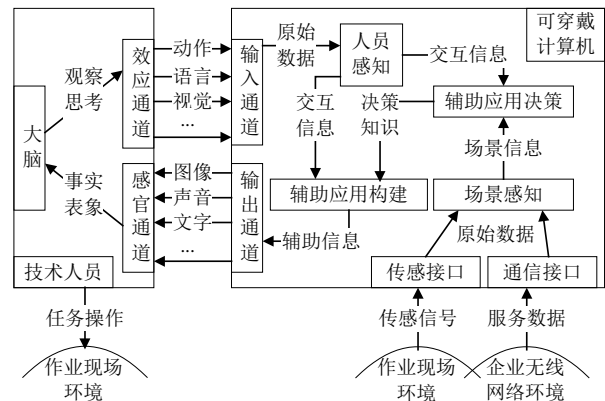 可穿戴
计算机
大脑
观察
思考
事实
表象
效应通道
感官通道
动作
语言
视觉
...
图像
声音
文字
...
输入通道
输出通道
原始
数据
人员
感知
交互信息
交互
信息
决策
知识
辅助应用决策
场景信息
辅助应用构建
场景感知
辅助信息
原始数据
技术人员
传感接口
通信接口
任务操作
传感信号
服务数据
作业现场
环境
作业现场
环境
企业无线
网络环境